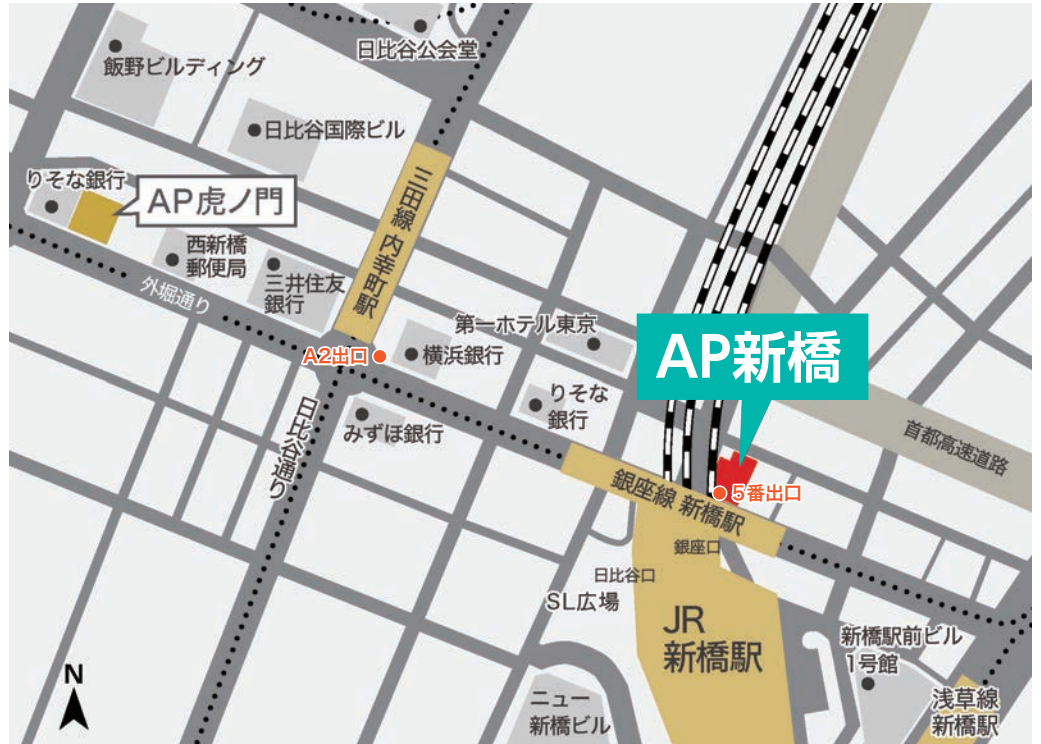 日比谷公会堂
飯野ビルディング
日比谷国際ビル
りそな銀行
AP虎ノ門
三田線 内幸町駅
西新橋
郵便局
三井住友
銀行
外堀通り
第一ホテル東京
A2出口
横浜銀行
AP新橋
りそな
銀行
日比谷通り
みずほ銀行
首都高速道路
銀座線 新橋駅
5番出口
銀座口
日比谷口
SL広場
JR
新橋駅
新橋駅前ビル
1号館
N
ニュー
新橋ビル
浅草線
新橋駅